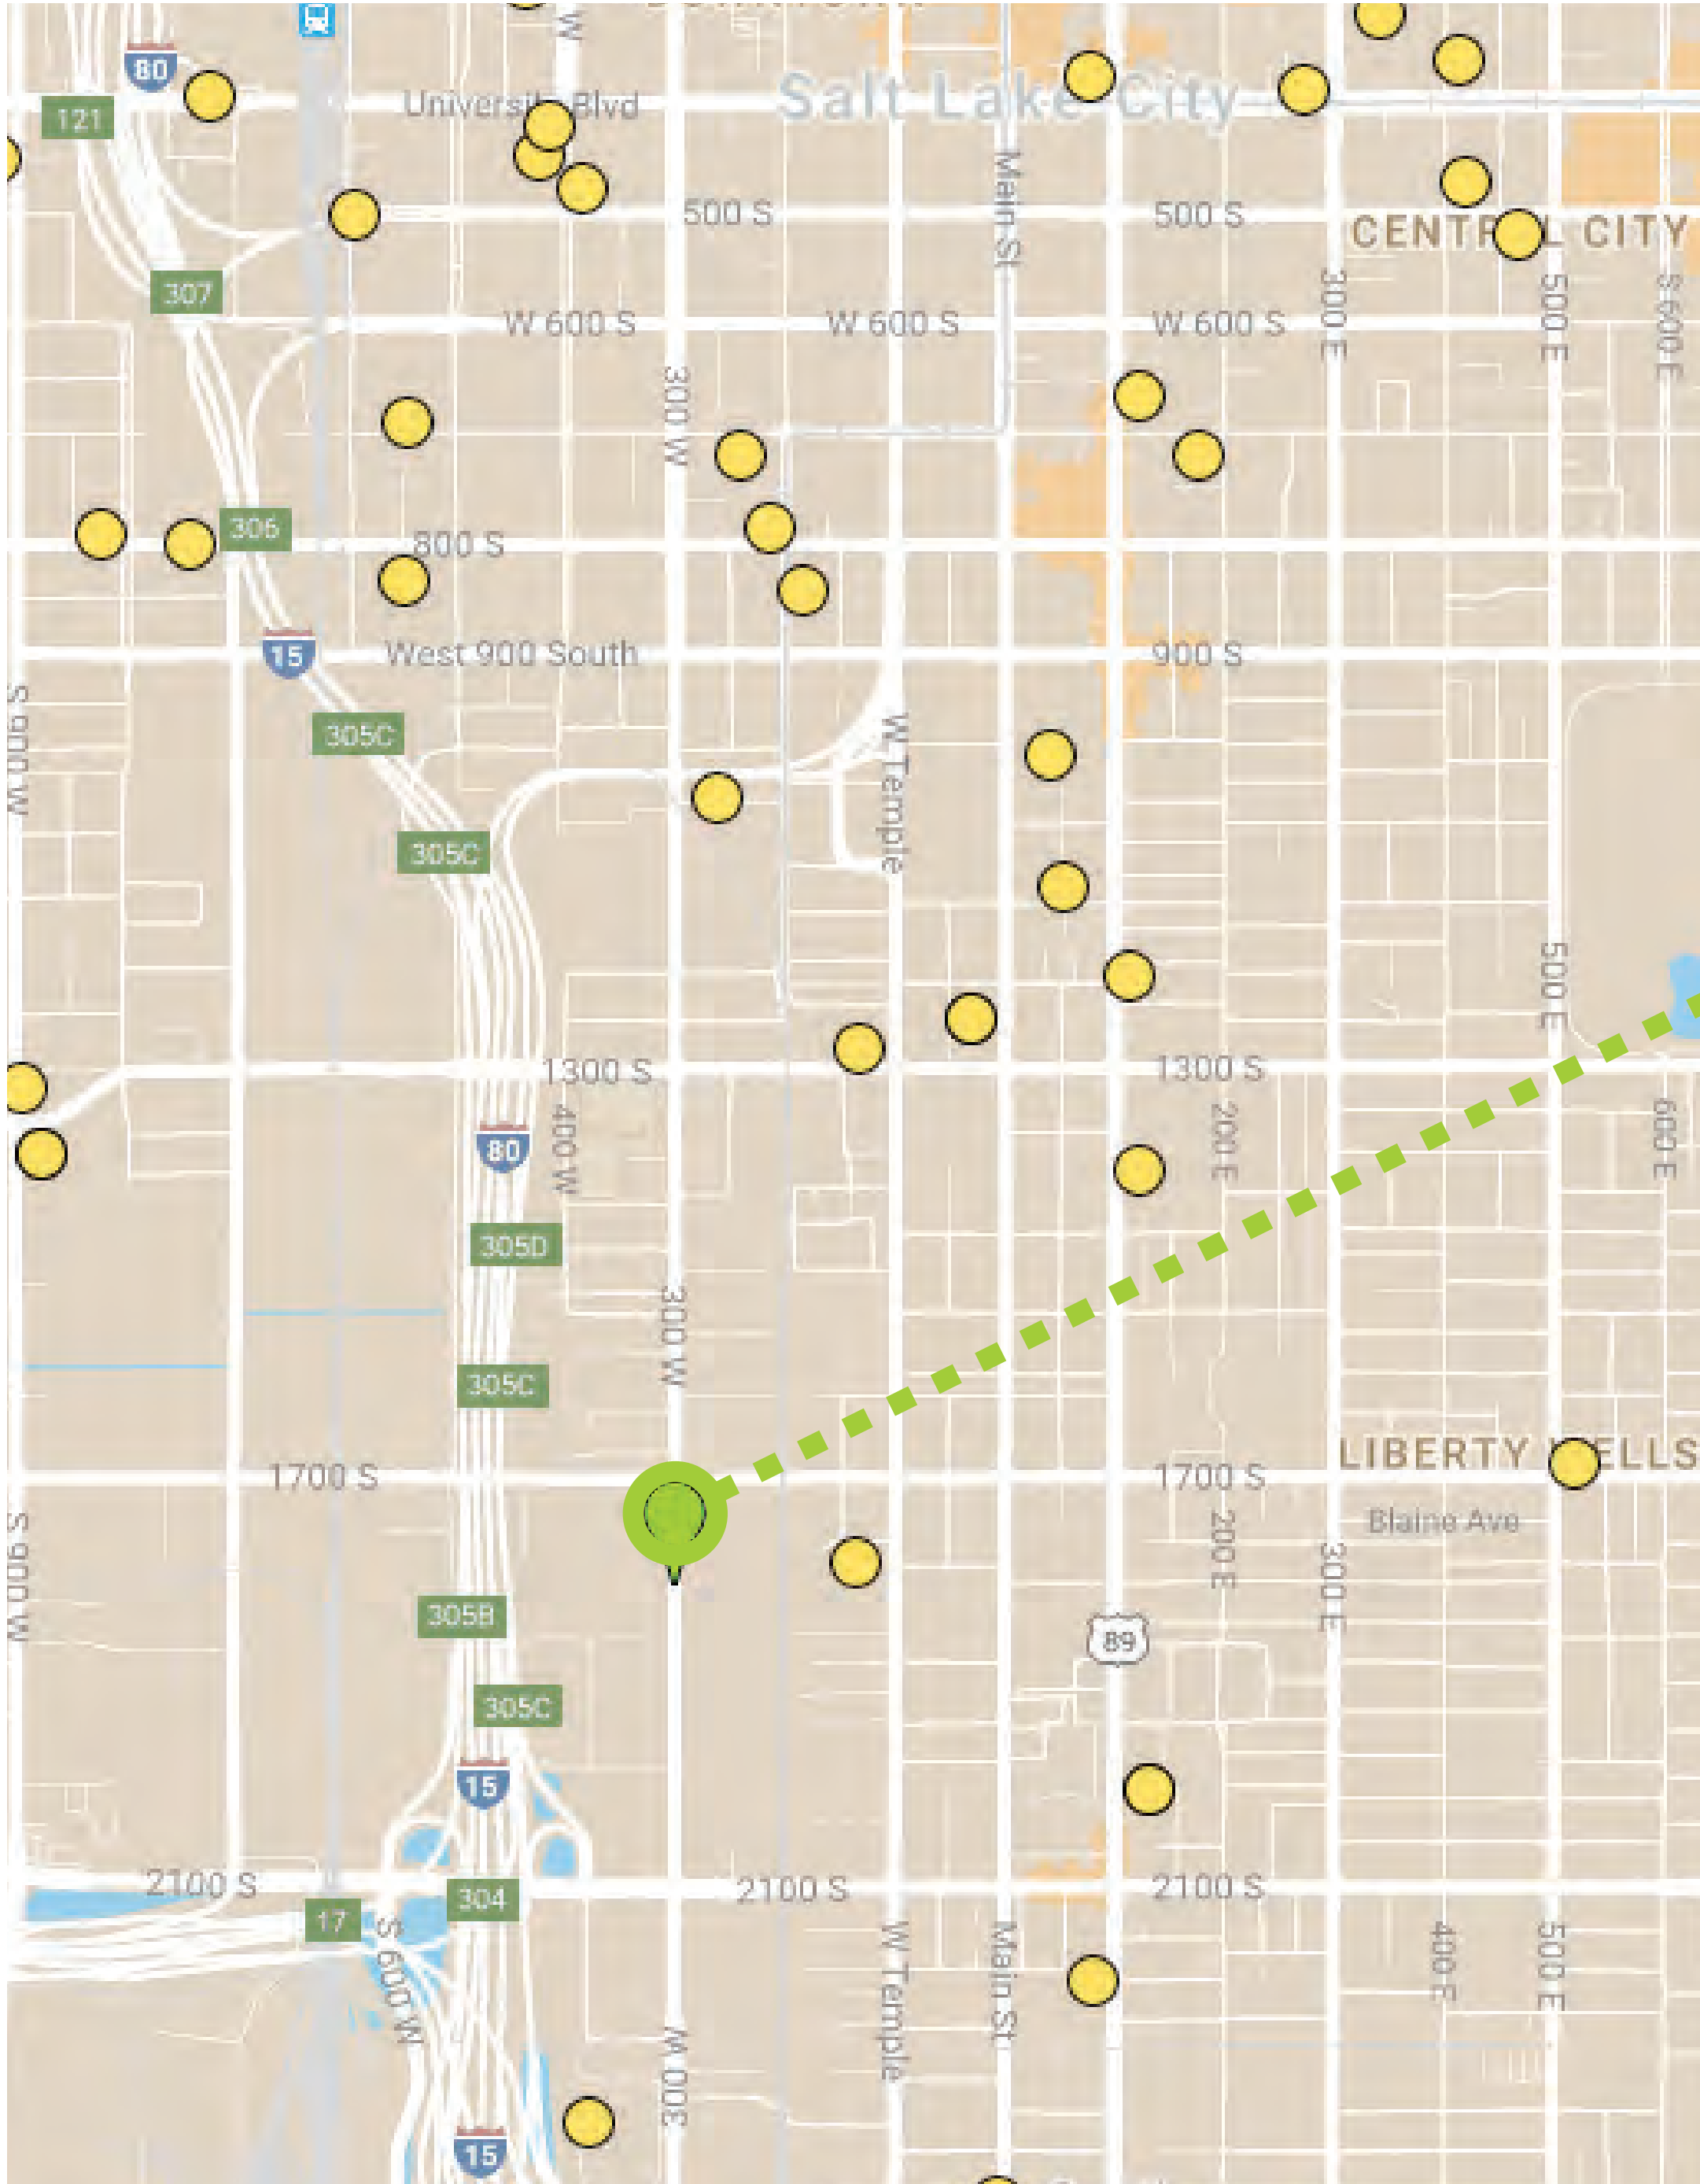 DOWNTOWN
80
W
121
University Blvd
Salt Lake City
Main St
500 S
500 S
CENTRAL CITY
307
300 E
500 E
S 600 E
W 600 S
W 600 S
W 600 S
300 W
306
800 S
15
West 900 South
900 S
S 900 W
305C
W Temple
305C
500 E
1300 S
1300 S
400 W
200 E
600 E
80
305D
300 W
305C
1700 S
1700 S
LIBERTY WELLS
Blaine Ave
S 900 W
200 E
300 E
305B
89
305C
15
2100 S
304
2100 S
2100 S
17
S 600 W
W Temple
Main St
400 E
500 E
300 W
15